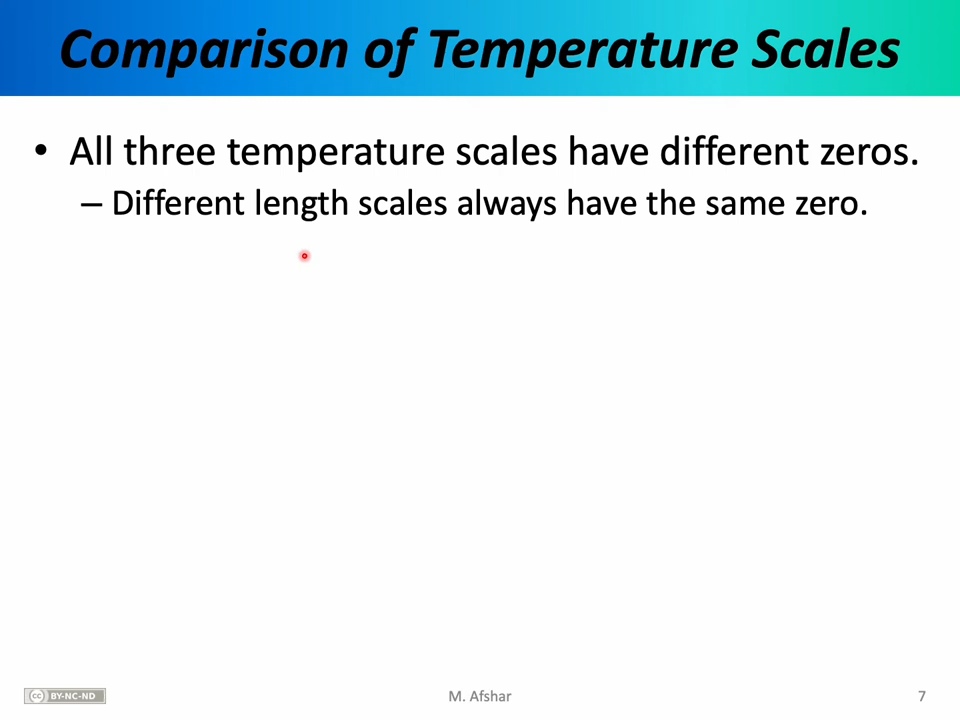 Comparison of Temperature Scales
• All three temperature scales have different zeros.
– Different length scales always have the same zero.
cc BY-NC-ND
M. Afshar
7